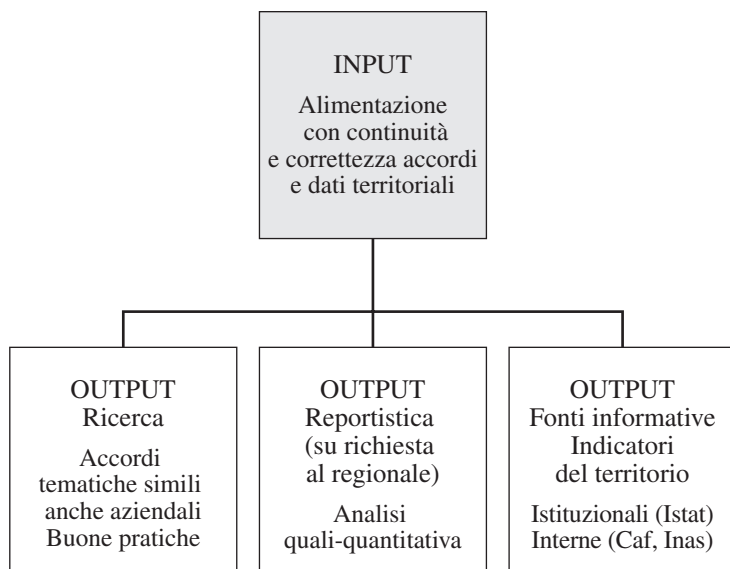 INPUT
Alimentazione
con continuità
e correttezza accordi
e dati territoriali
OUTPUT
Ricerca
Accordi
tematiche simili
anche aziendali
Buone pratiche
OUTPUT
Reportistica
(su richiesta
al regionale)
Analisi
quali-quantitativa
OUTPUT
Fonti informative
Indicatori
del territorio
Istituzionali (Istat)
Interne (Caf, Inas)